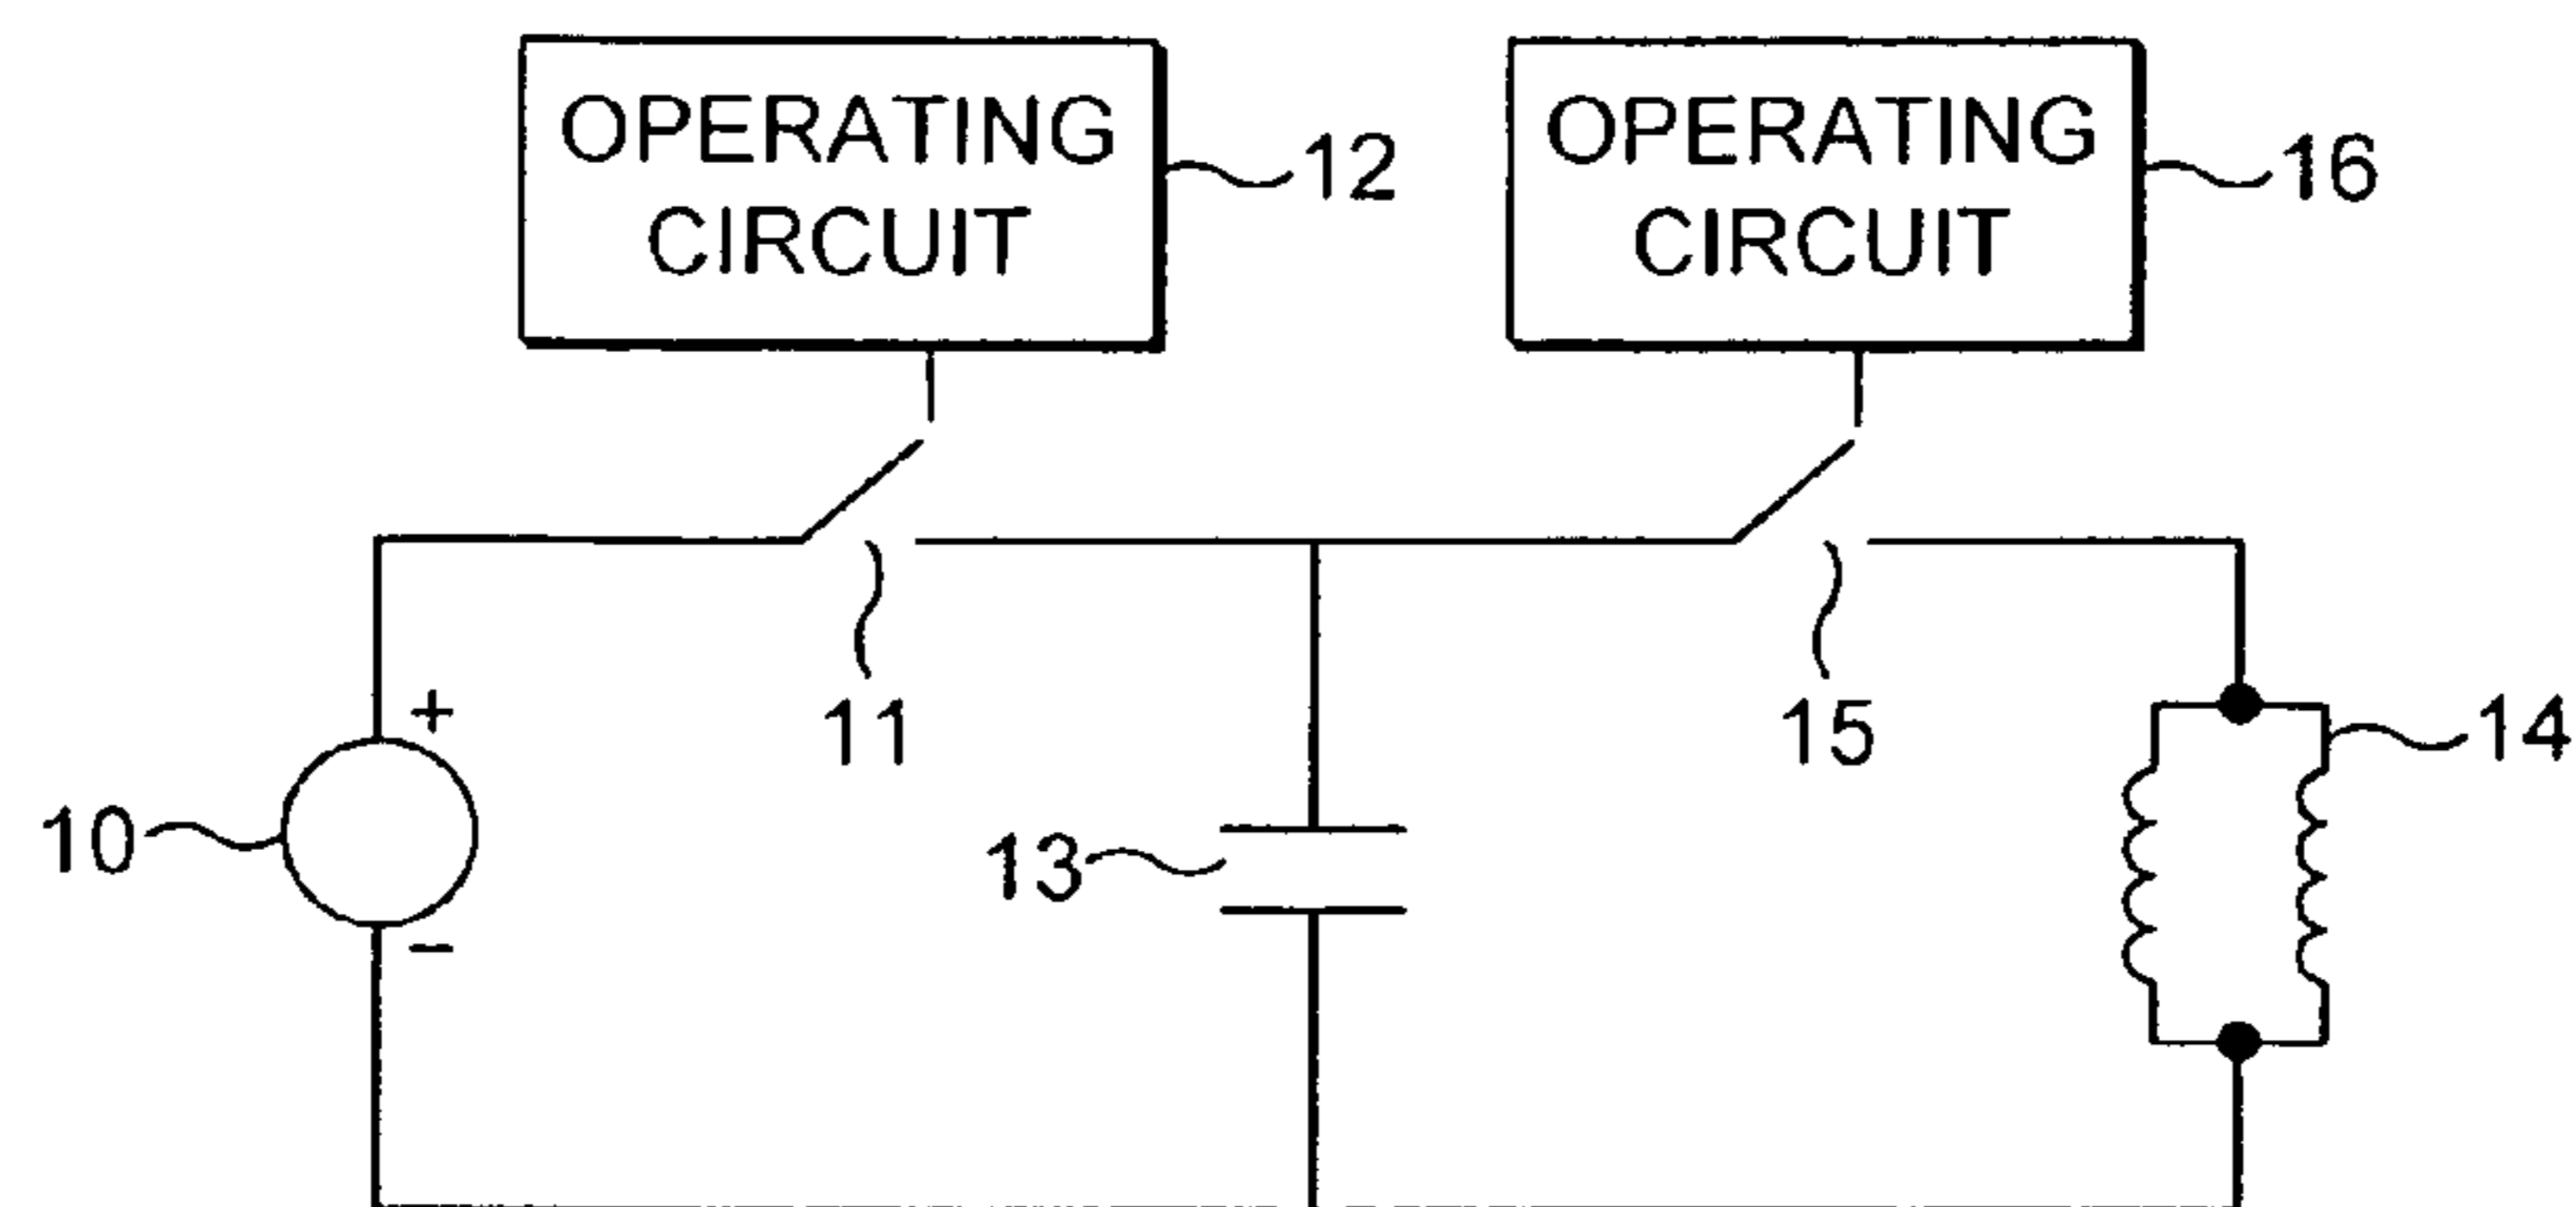 OPERATING
CIRCUIT
12
OPERATING
CIRCUIT
16
11
15
+
10
−
13
14